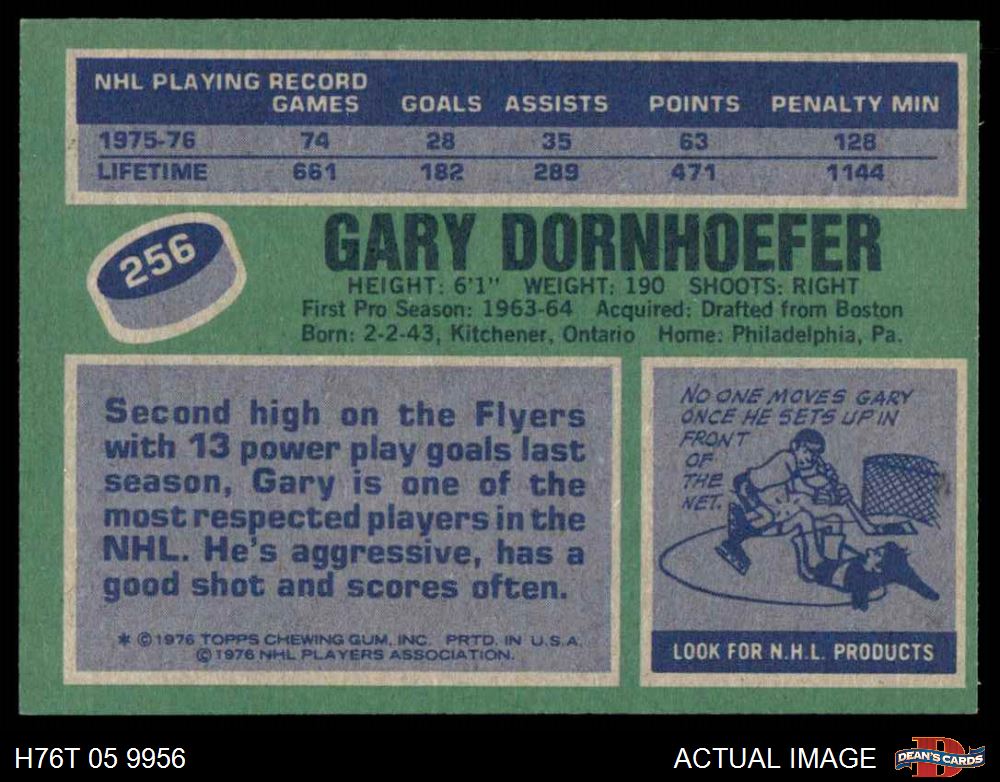 NHL PLAYING RECORD
GAMES GOALS ASSISTS POINTS PENALTY MIN
1975-76 74 28 35 63 128
LIFETIME 661 182 289 471 1144
256
GARY DORNHOEFER
HEIGHT: 6'1" WEIGHT: 190 SHOOTS: RIGHT
First Pro Season: 1963-64 Acquired: Drafted from Boston
Born: 2-2-43, Kitchener, Ontario Home: Philadelphia, Pa.
Second high on the Flyers
with 13 power play goals last
season, Gary is one of the
most respected players in the
NHL. He's aggressive, has a
good shot and scores often.
* © 1976 TOPPS CHEWING GUM, INC. PRTD. IN U.S.A.
© 1976 NHL PLAYERS ASSOCIATION.
NO ONE MOVES GARY
ONCE HE SETS UP IN
FRONT
OF
THE
NET.
LOOK FOR N.H.L. PRODUCTS
H76T 05 9956
ACTUAL IMAGE
D
DEAN'S CARDS